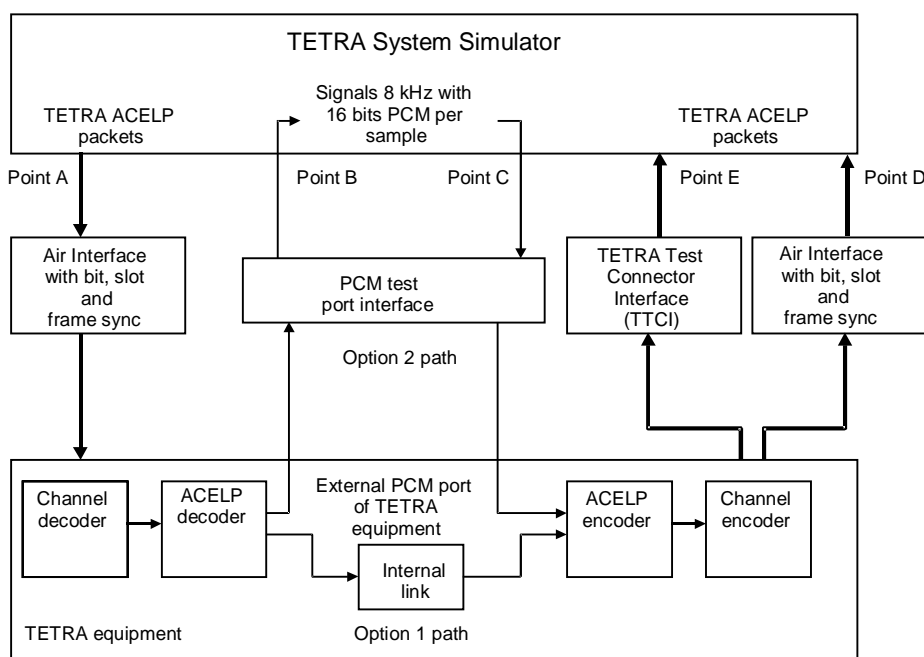 TETRA System Simulator
Signals 8 kHz with
16 bits PCM per
sample
TETRA ACELP
packets
TETRA ACELP
packets
Point A
Point B
Point C
Point E
Point D
Air Interface
with bit, slot
and
frame sync
PCM test
port interface
TETRA Test
Connector
Interface
(TTCI)
Air Interface
with bit, slot
and
frame sync
Option 2 path
Channel
decoder
ACELP
decoder
External PCM port
of TETRA
equipment
ACELP
encoder
Channel
encoder
Internal
link
TETRA equipment
Option 1 path